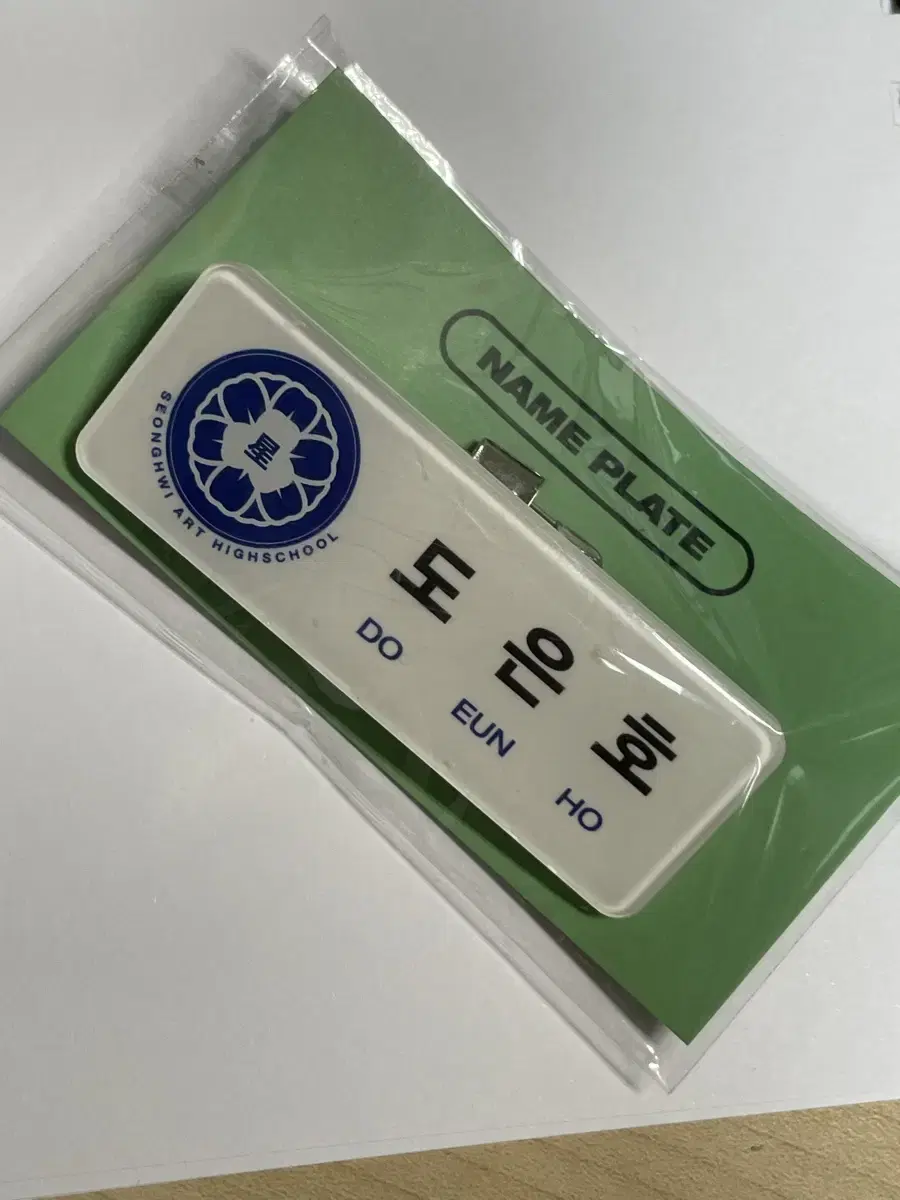 NAME PLATE
星
SEONGHWI ART HIGHSCHOOL
도 은 호
DO EUN HO